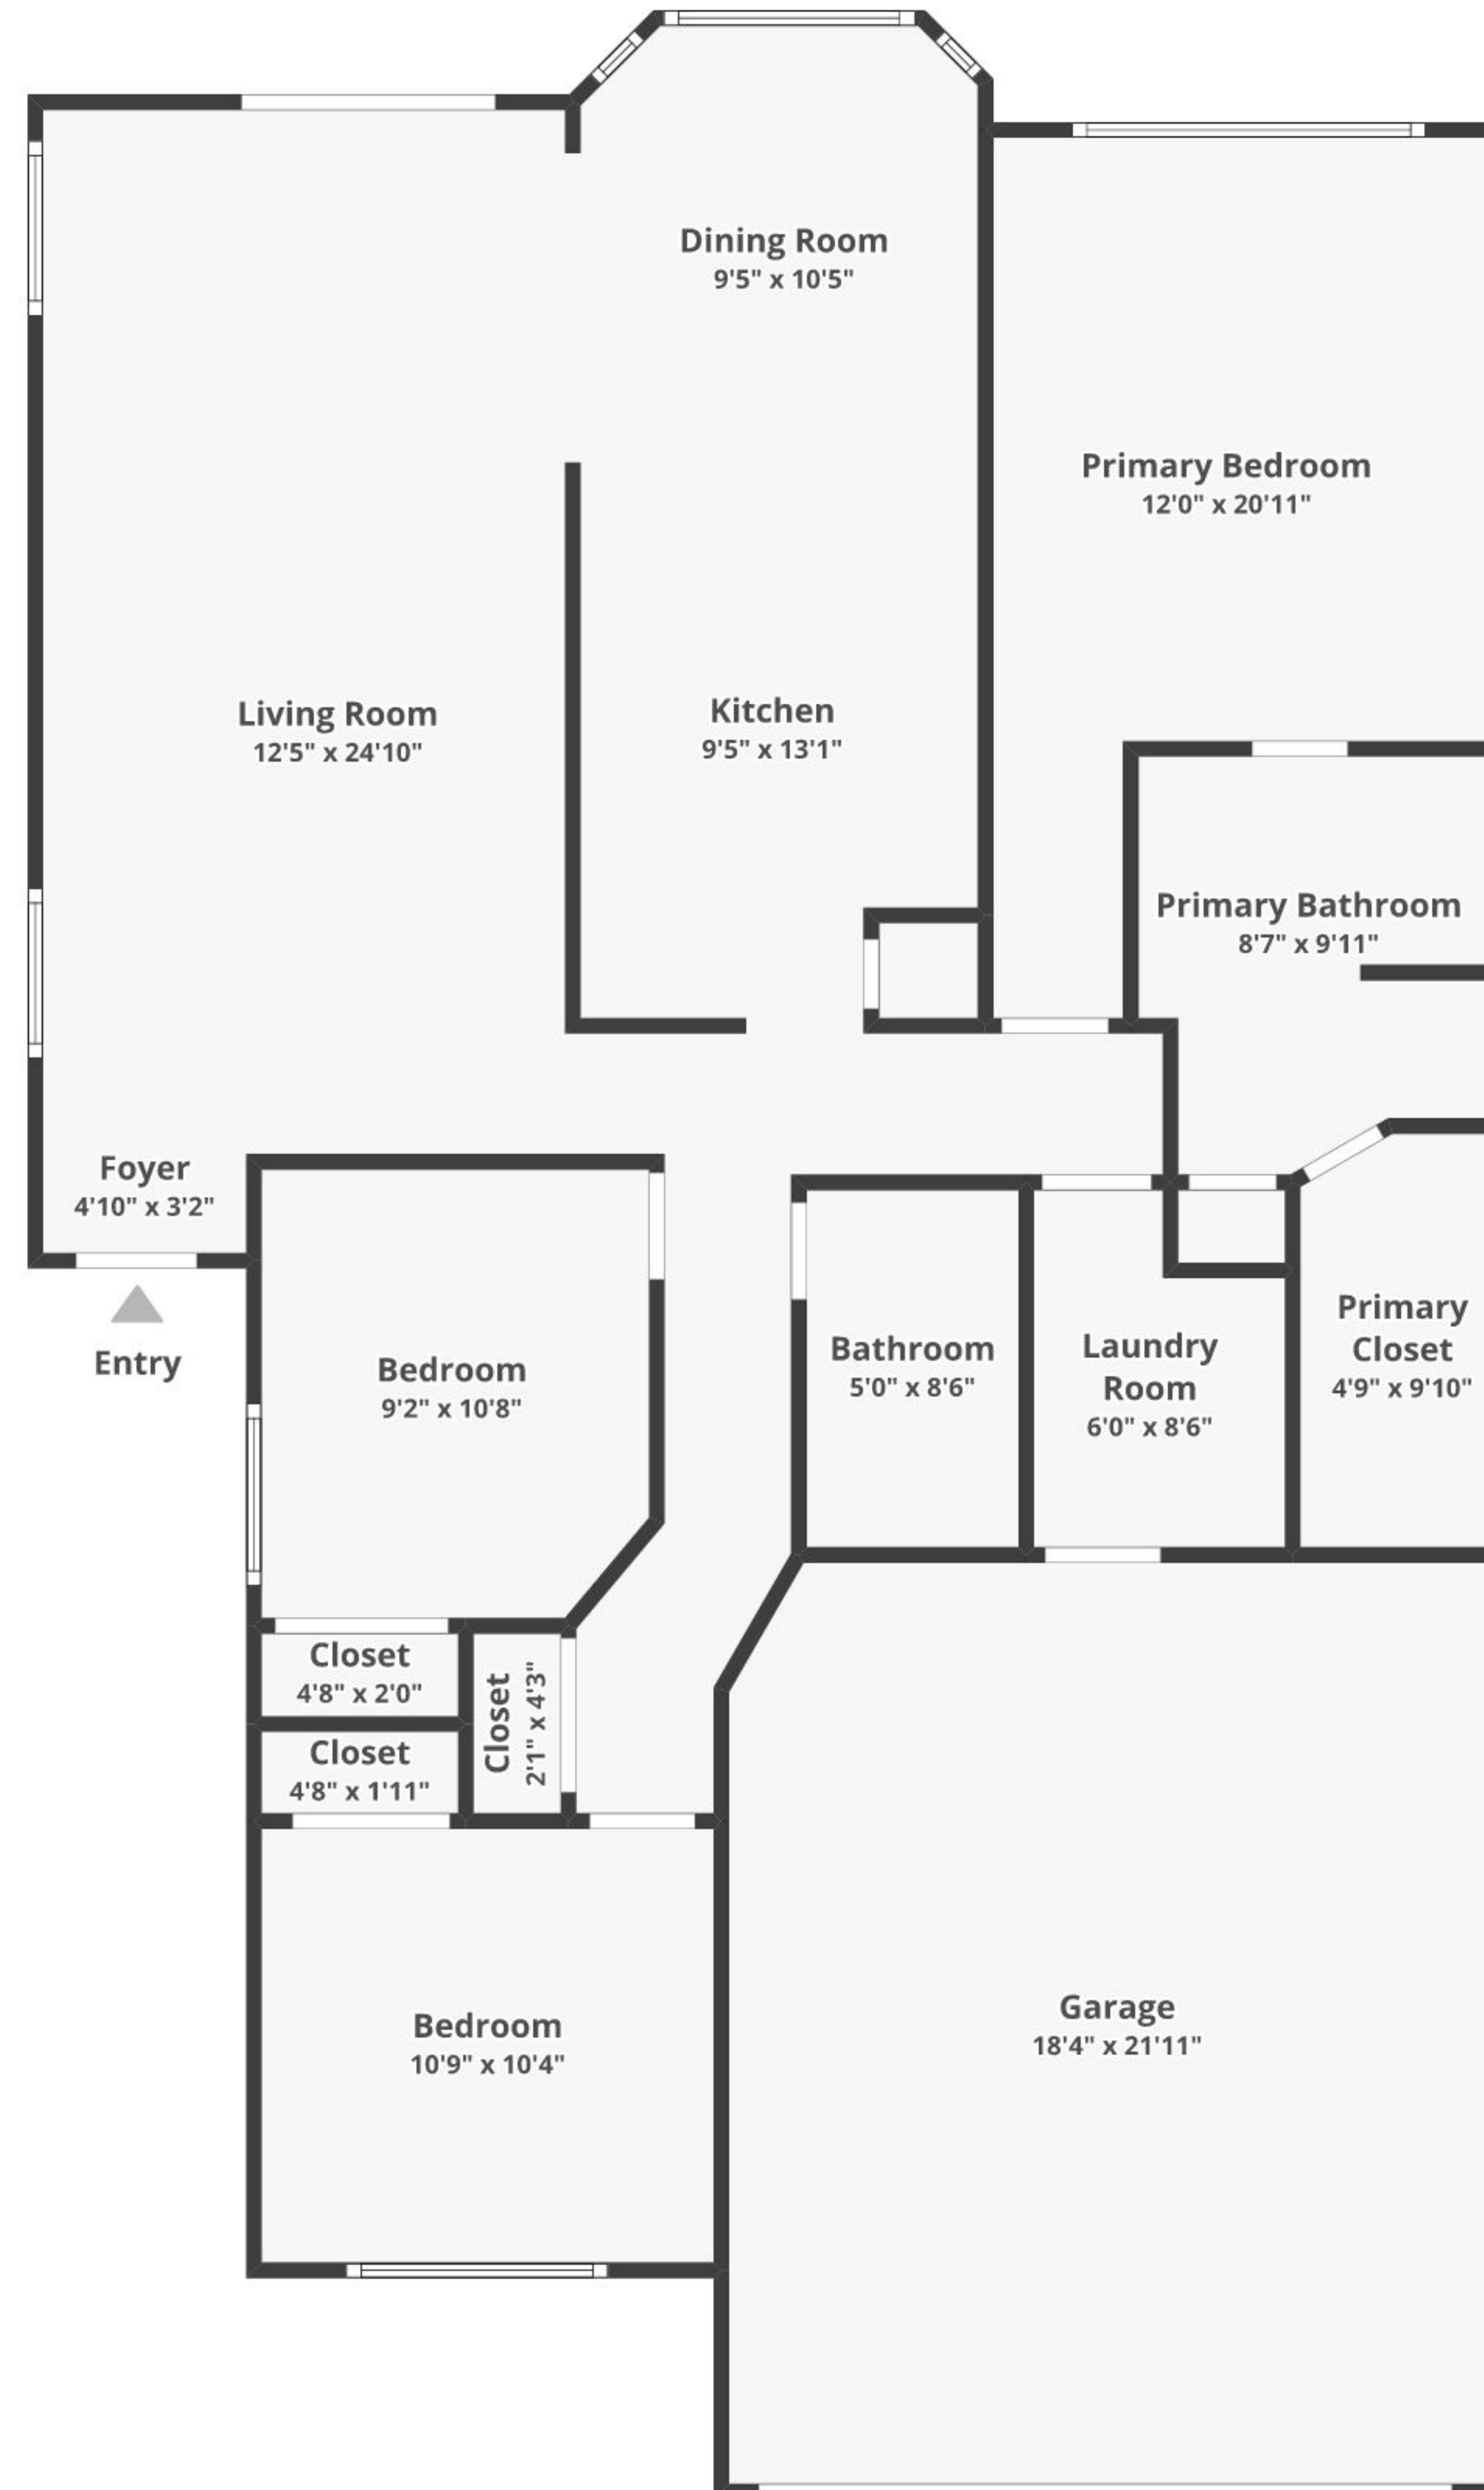 Dining Room
9'5" x 10'5"
Primary Bedroom
12'0" x 20'11"
Living Room
12'5" x 24'10"
Kitchen
9'5" x 13'1"
Primary Bathroom
8'7" x 9'11"
Foyer
4'10" x 3'2"
Entry
Bedroom
9'2" x 10'8"
Bathroom
5'0" x 8'6"
Laundry
Room
6'0" x 8'6"
Primary
Closet
4'9" x 9'10"
Closet
4'8" x 2'0"
Closet
4'8" x 1'11"
Closet
2'1" x 4'3"
Bedroom
10'9" x 10'4"
Garage
18'4" x 21'11"